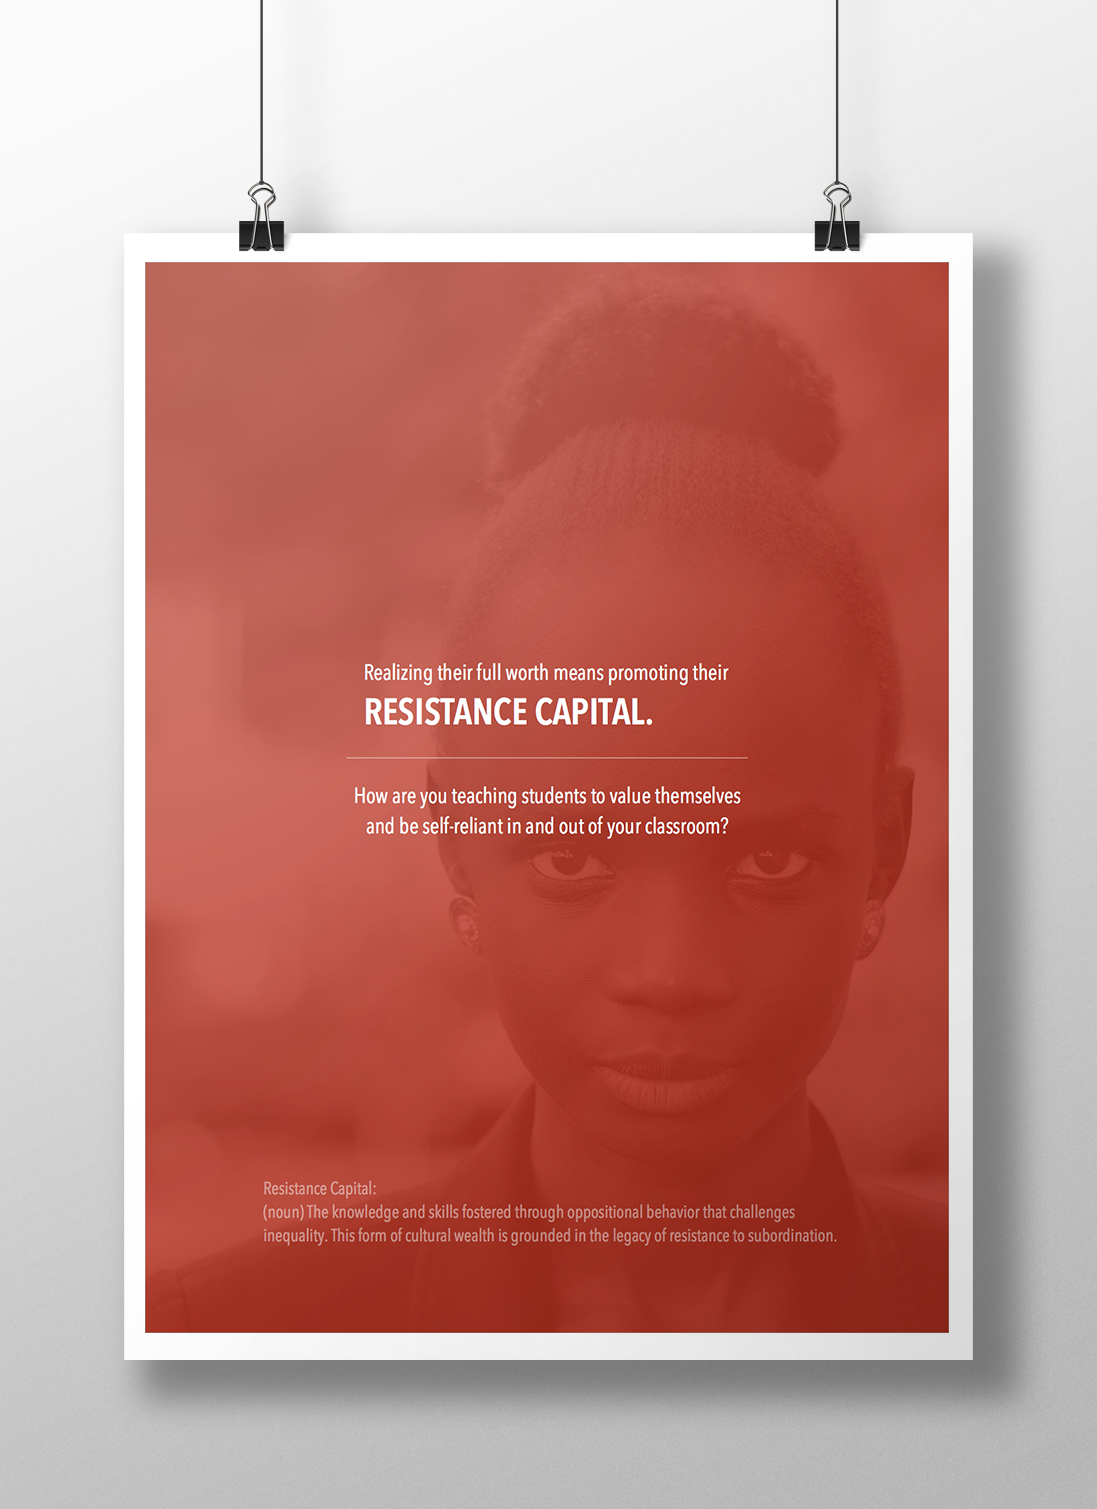 Realizing their full worth means promoting their
RESISTANCE CAPITAL.
How are you teaching students to value themselves
and be self-reliant in and out of your classroom?
Resistance Capital:
(noun) The knowledge and skills fostered through oppositional behavior that challenges
inequality. This form of cultural wealth is grounded in the legacy of resistance to subordination.